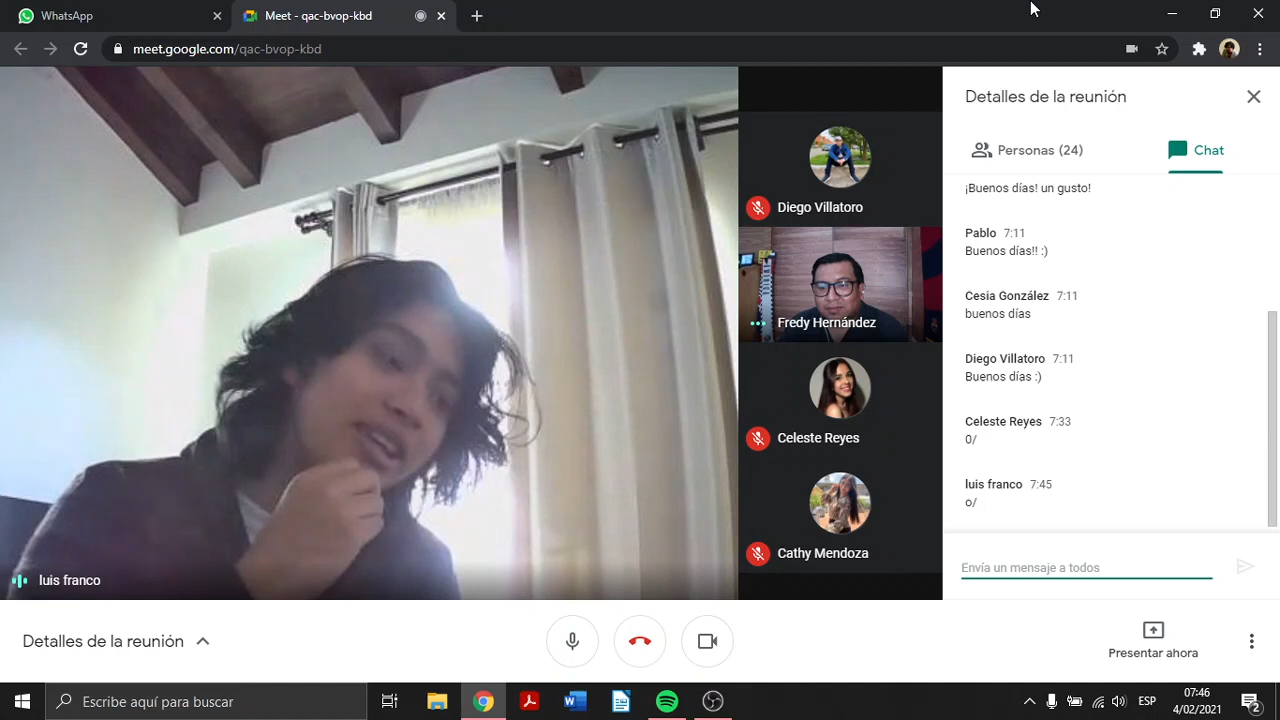 WhatsApp
Meet - qac-bvop-kbd
meet.google.com/qac-bvop-kbd
Detalles de la reunión
Personas (24)
Chat
¡Buenos días! un gusto!
Pablo 7:11
Buenos días!! :)
Cesia González 7:11
buenos días
Diego Villatoro 7:11
Buenos días :)
Celeste Reyes 7:33
0/
luis franco 7:45
o/
Envía un mensaje a todos
Diego Villatoro
Fredy Hernández
Celeste Reyes
Cathy Mendoza
luis franco
Detalles de la reunión
Presentar ahora
Escribe aquí para buscar
ESP
07:46
4/02/2021
2